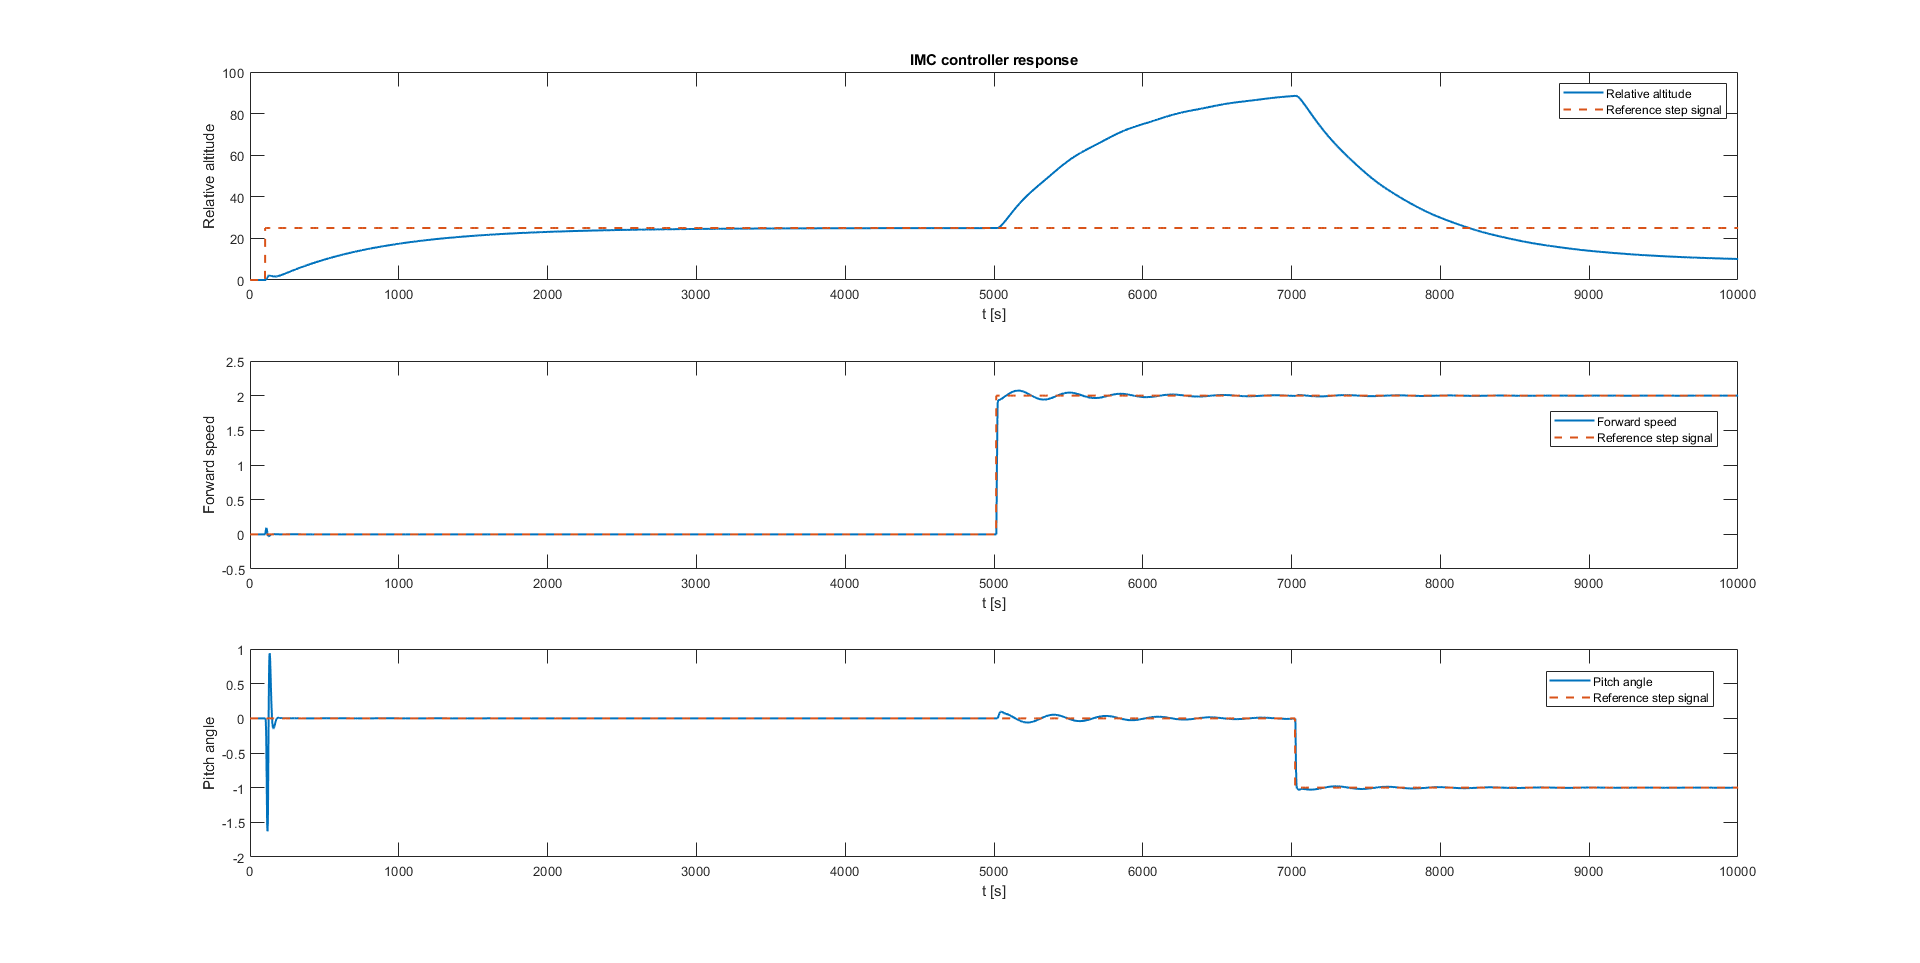 IMC controller response
100
80
60
40
20
0
Relative altitude
Relative altitude
Reference step signal
0 1000 2000 3000 4000 5000 6000 7000 8000 9000 10000
t [s]
2.5
2
1.5
1
0.5
0
-0.5
Forward speed
Forward speed
Reference step signal
0 1000 2000 3000 4000 5000 6000 7000 8000 9000 10000
t [s]
1
0.5
0
-0.5
-1
-1.5
-2
Pitch angle
Pitch angle
Reference step signal
0 1000 2000 3000 4000 5000 6000 7000 8000 9000 10000
t [s]